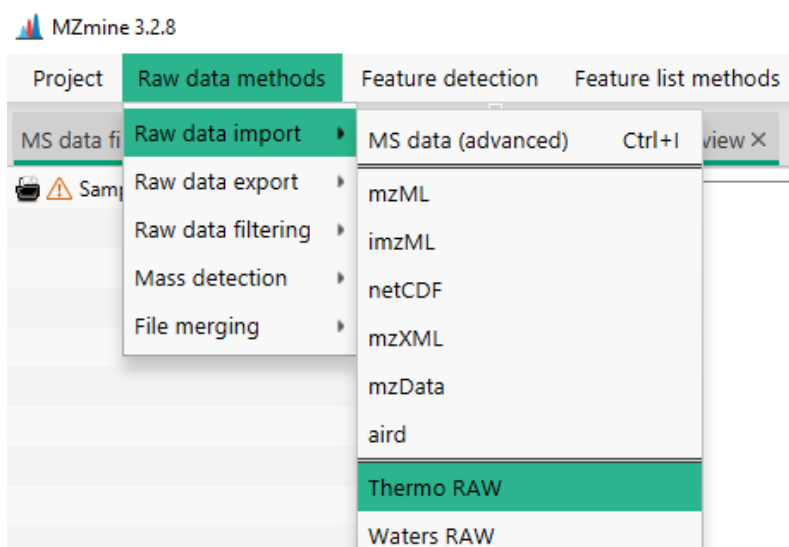 MZmine 3.2.8
Project Raw data methods Feature detection Feature list methods
MS data fi
view ×
Samp
Raw data import
Raw data export
Raw data filtering
Mass detection
File merging
MS data (advanced) Ctrl+I
mzML
imzML
netCDF
mzXML
mzData
aird
Thermo RAW
Waters RAW